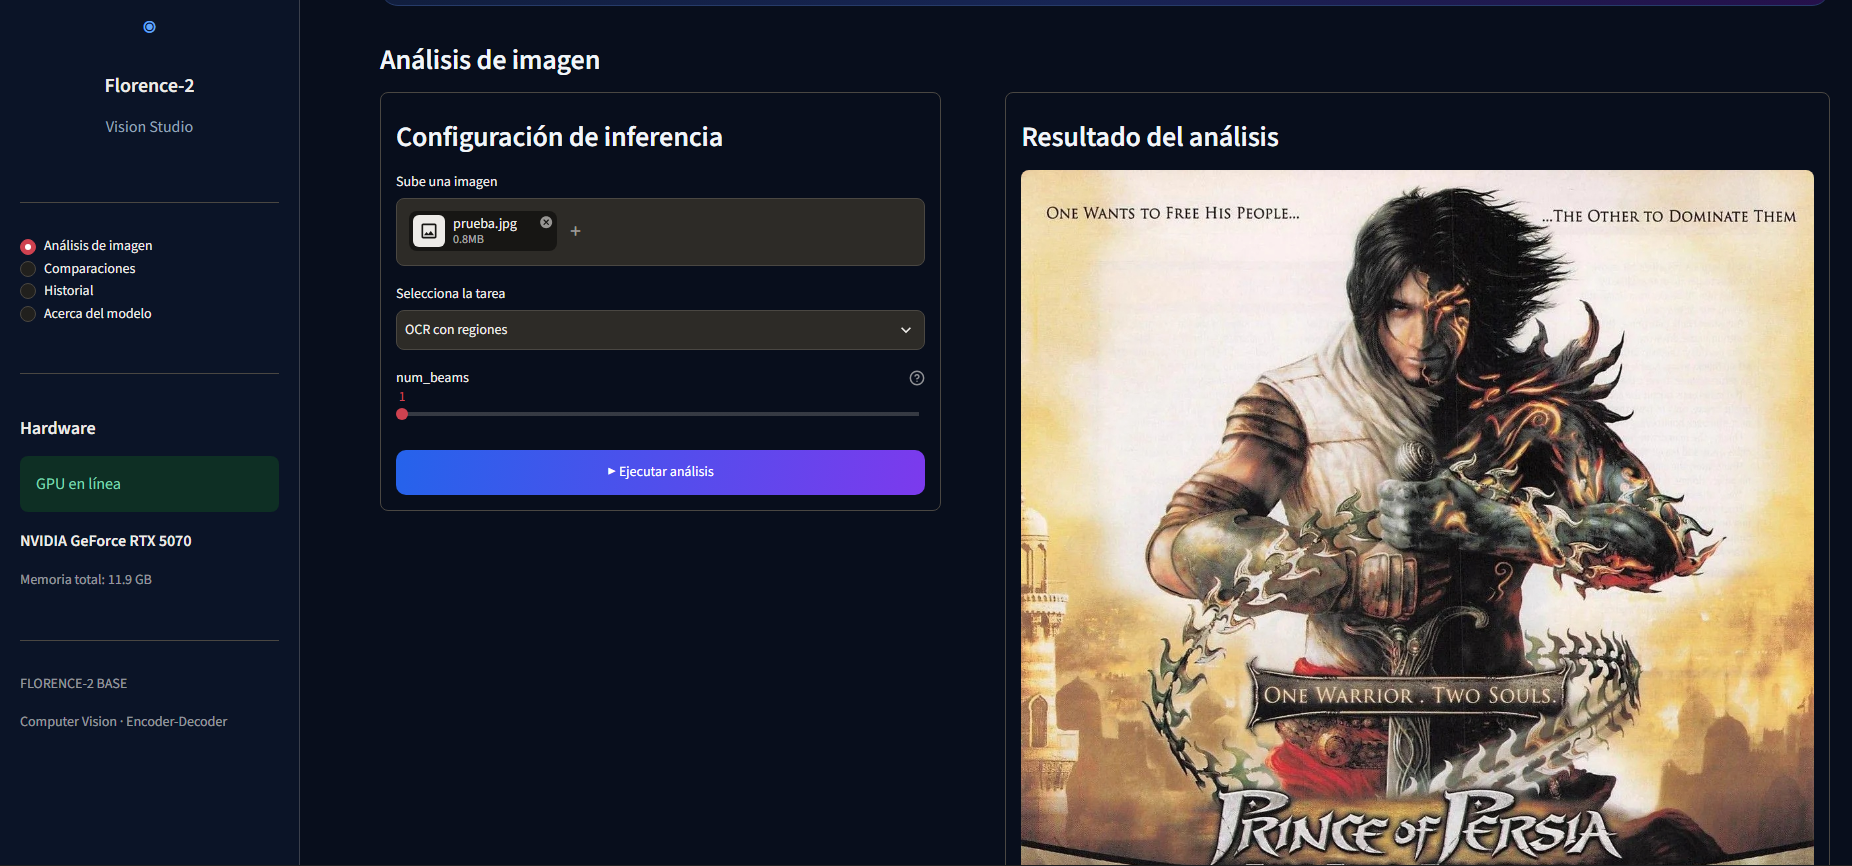 Florence-2
Vision Studio
Análisis de imagen
Comparaciones
Historial
Acerca del modelo
Hardware
GPU en línea
NVIDIA GeForce RTX 5070
Memoria total: 11.9 GB
FLORENCE-2 BASE
Computer Vision · Encoder-Decoder
Análisis de imagen
Configuración de inferencia
Sube una imagen
prueba.jpg
0.8MB
Selecciona la tarea
OCR con regiones
num_beams
1
Ejecutar análisis
Resultado del análisis
ONE WANTS TO FREE HIS PEOPLE...
...THE OTHER TO DOMINATE THEM
ONE WARRIOR . TWO SOULS.
PRINCE OF PERSIA